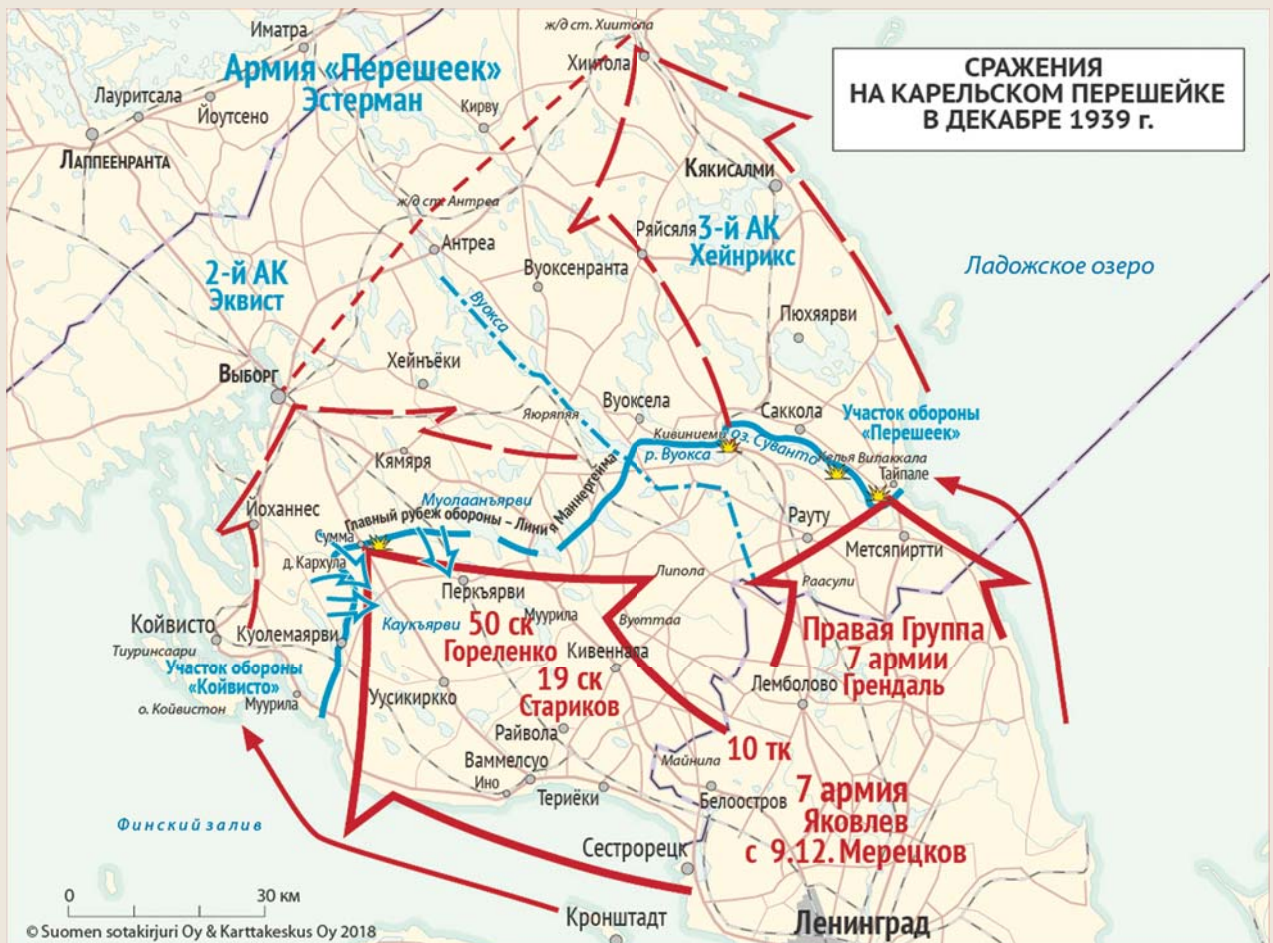 ж/д ст. Хиитола
Иматра
СРАЖЕНИЯ
НА КАРЕЛЬСКОМ ПЕРЕШЕЙКЕ
В ДЕКАБРЕ 1939 г.
Хиитола
Армия «Перешеек»
Эстерман
Лауритсала
Йоутсено
Кирву
Лаппеенранта
Кякисалми
ж/д ст. Антреа
Ряйсяля
3-й АК
Хейнрикс
Антреа
Вуоксенранта
Ладожское озеро
2-й АК
Эквист
Вуокса
Пюхяярви
Хейнъёки
Выборг
Вуоксела
Саккола
Участок обороны
«Перешеек»
Яюряпяя
Кивиниеми
оз. Суванто
р. Вуокса
Келья Вилаккала
Тайпале
Кямяря
Муолаанъярви
Йоханнес
Главный рубеж обороны – Линия Маннергейма
Сумма
Рауту
Метсяпиртти
д. Кархула
Липола
Раасули
Перкъярви
Муурила
Вуоттаа
Каукъярви
50 ск
Гореленко
Правая Группа
7 армии
Грендаль
Койвисто
Куолемаярви
Тиуринсаари
Кивеннапа
Участок обороны
«Койвисто»
19 ск
Стариков
Лемболово
Уусикиркко
о. Койвистон
Муурила
Райвола
10 тк
Майнила
Ваммелсуо
Ино
Териёки
Белоостров
7 армия
Яковлев
с 9.12. Мерецков
Финский залив
Сестрорецк
0 30 км
Кронштадт
Ленинград
© Suomen sotakirjuri Oy & Karttakeskus Oy 2018